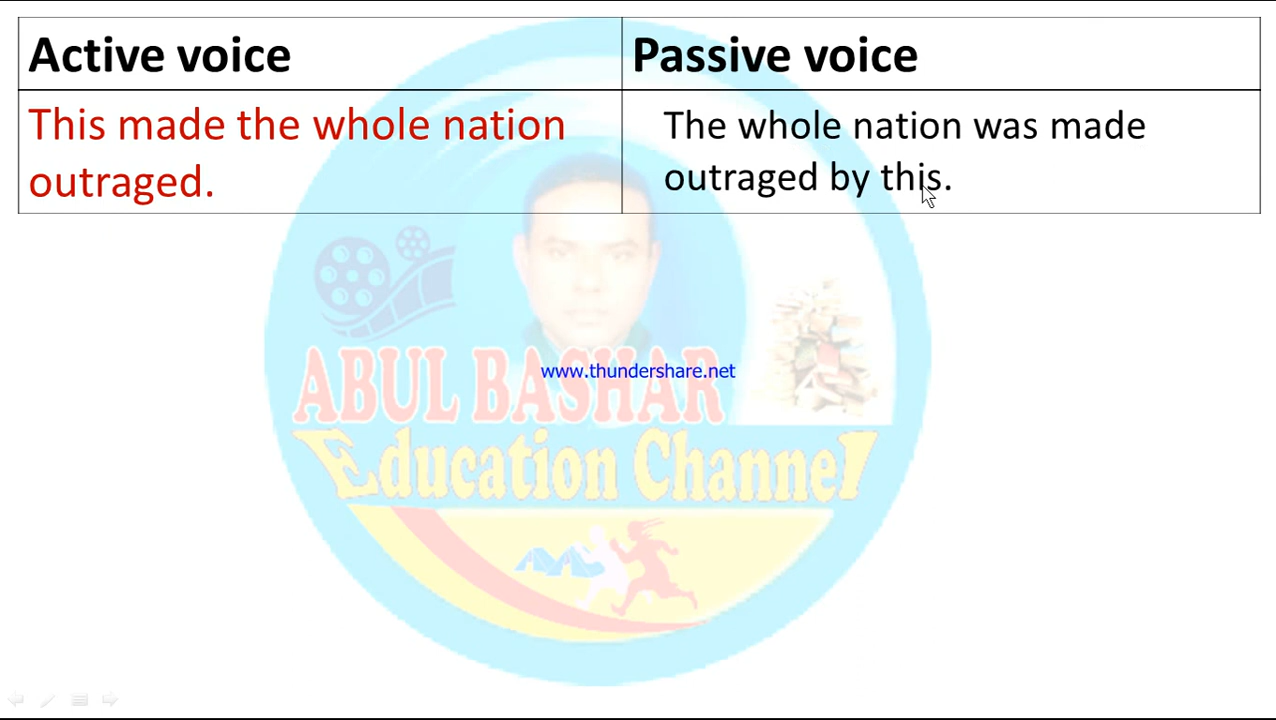 Active voice
Passive voice
This made the whole nation
outraged.
The whole nation was made
outraged by this.
www.thundershare.net
ABUL BASHAR
Education Channel